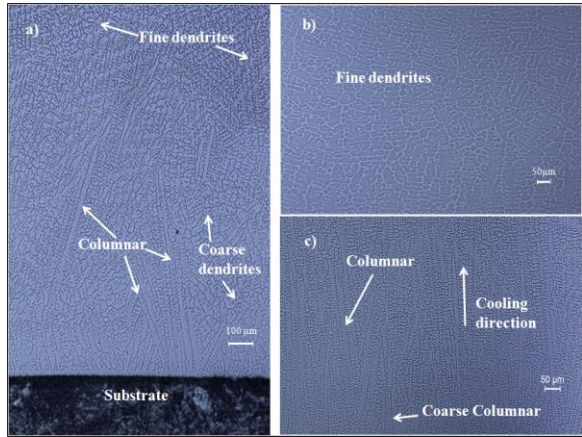 a)
Fine dendrites
Columnar
Coarse
dendrites
100 µm
Substrate
b)
Fine dendrites
50µm
c)
Columnar
Cooling
direction
50 µm
Coarse Columnar